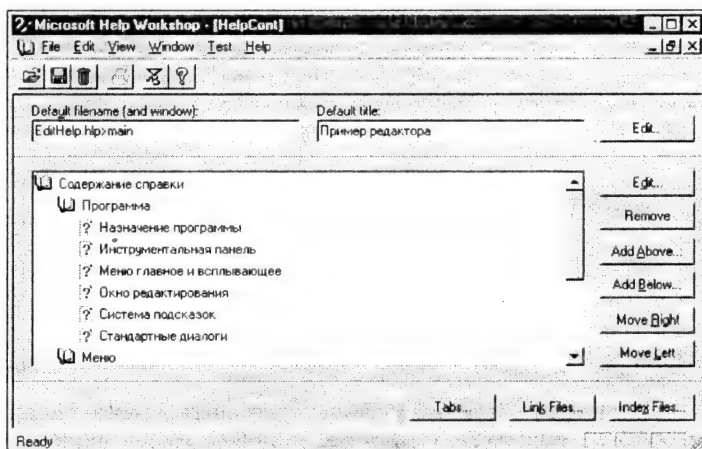 Microsoft Help Workshop - [HelpCont]
File Edit View Window Test Help
Default filename (and window): Default title:
EditHelp.hlp>main Пример редактора Edit...
Содержание справки Edit...
Программа Remove
? Назначение программы
? Инструментальная панель Add Above...
? Меню главное и всплывающее
? Окно редактирования Add Below...
? Система подсказок Move Right
? Стандартные диалоги
Меню Move Left
Tabs... Link Files... Index Files...
Ready